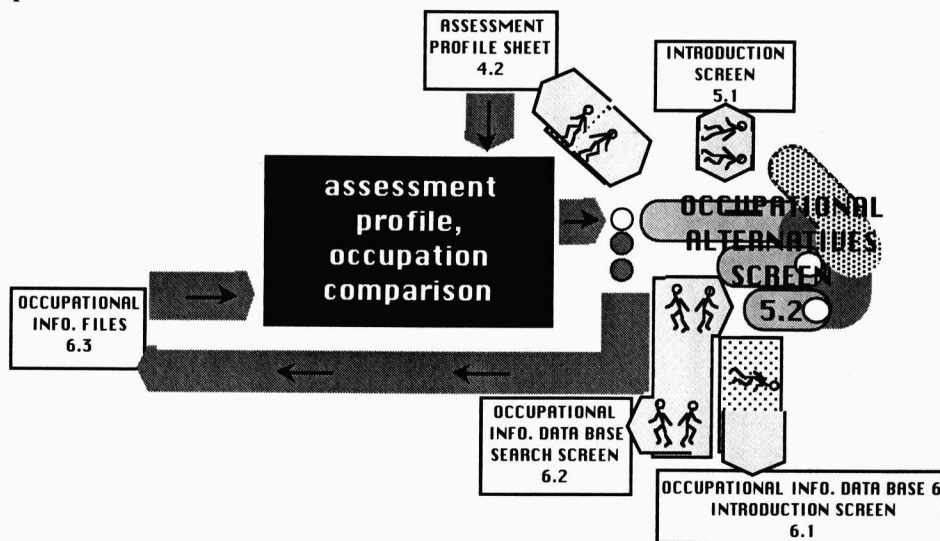 ASSESSMENT
PROFILE SHEET
4.2
INTRODUCTION
SCREEN
5.1
assessment
profile,
occupation
comparison
OCCUPATIONAL
ALTERNATIVES
SCREEN
5.2
OCCUPATIONAL
INFO. FILES
6.3
OCCUPATIONAL
INFO. DATA BASE
SEARCH SCREEN
6.2
OCCUPATIONAL INFO. DATA BASE 6
INTRODUCTION SCREEN
6.1